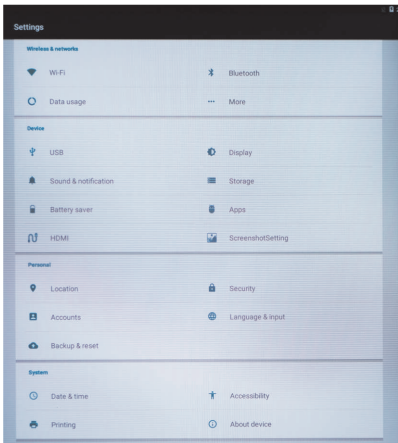 Settings
Wireless & networks
Wi-Fi
Bluetooth
Data usage
More
Device
USB
Display
Sound & notification
Storage
Battery saver
Apps
HDMI
ScreenshotSetting
Personal
Location
Security
Accounts
Language & input
Backup & reset
System
Date & time
Accessibility
Printing
About device